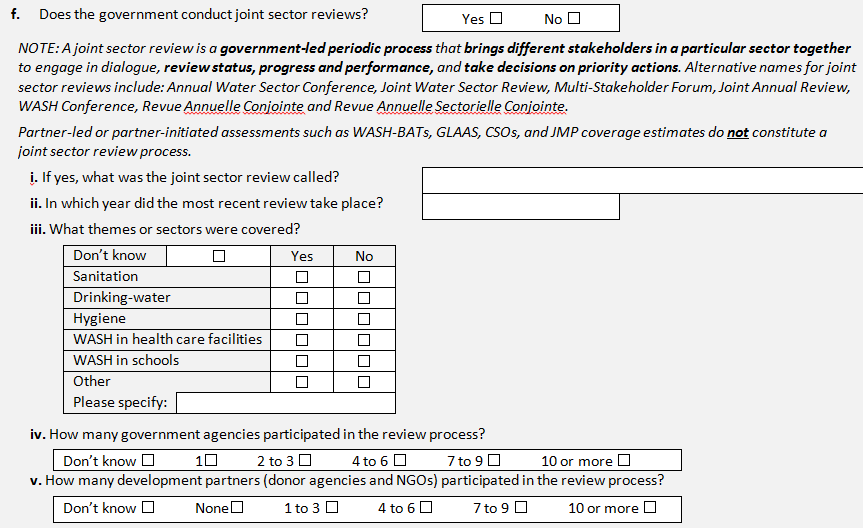 f. Does the government conduct joint sector reviews? Yes ☐ No ☐
NOTE: A joint sector review is a government-led periodic process that brings different stakeholders in a particular sector together
to engage in dialogue, review status, progress and performance, and take decisions on priority actions. Alternative names for joint
sector reviews include: Annual Water Sector Conference, Joint Water Sector Review, Multi-Stakeholder Forum, Joint Annual Review,
WASH Conference, Revue Annuelle Conjointe and Revue Annuelle Sectorielle Conjointe.
Partner-led or partner-initiated assessments such as WASH-BATs, GLAAS, CSOs, and JMP coverage estimates do not constitute a
joint sector review process.
i. If yes, what was the joint sector review called?
ii. In which year did the most recent review take place?
iii. What themes or sectors were covered?
Don't know ☐ Yes No
Sanitation ☐ ☐
Drinking-water ☐ ☐
Hygiene ☐ ☐
WASH in health care facilities ☐ ☐
WASH in schools ☐ ☐
Other ☐ ☐
Please specify:
iv. How many government agencies participated in the review process?
Don't know ☐ 1☐ 2 to 3 ☐ 4 to 6 ☐ 7 to 9 ☐ 10 or more ☐
v. How many development partners (donor agencies and NGOs) participated in the review process?
Don't know ☐ None☐ 1 to 3 ☐ 4 to 6 ☐ 7 to 9 ☐ 10 or more ☐